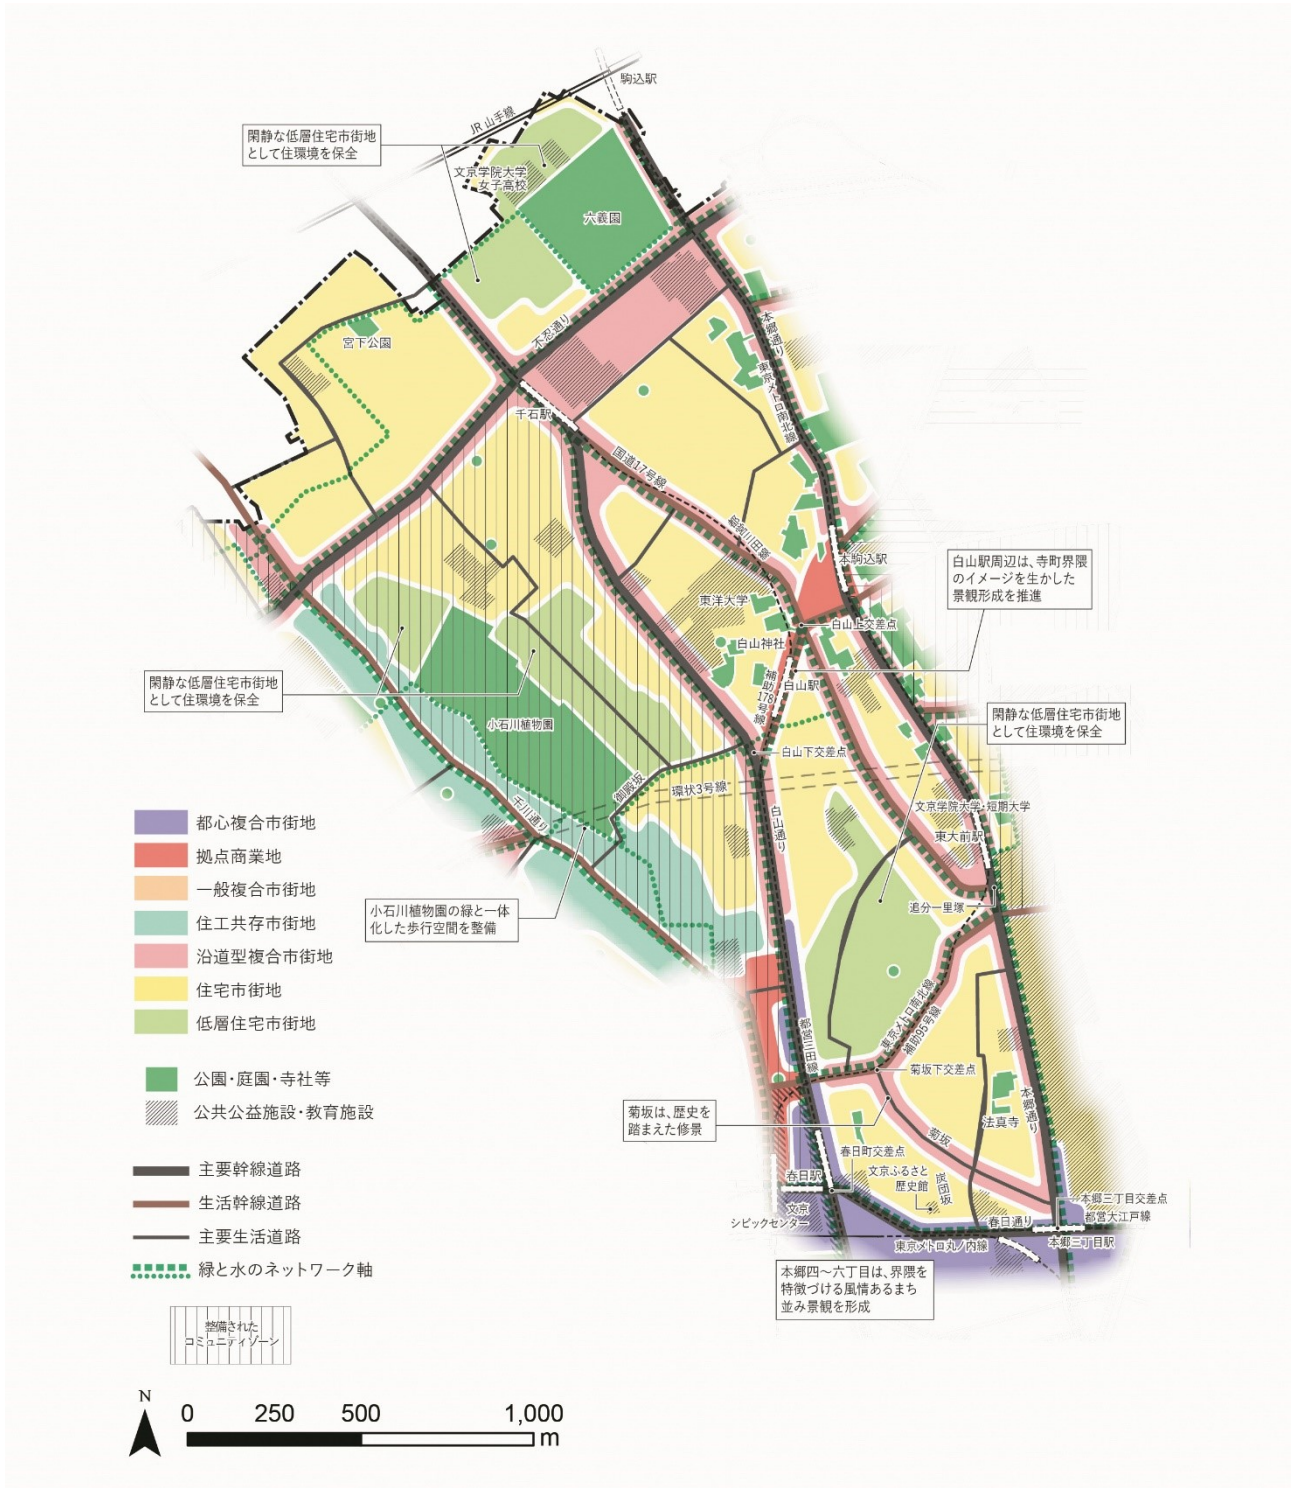 駒込駅
JR山手線
閑静な低層住宅市街地
として住環境を保全
文京学院大学
女子高校
六義園
不忍通り
宮下公園
本郷通り
東京メトロ南北線
千石駅
国道17号線
都営三田線
本駒込駅
白山駅周辺は、寺町界隈
のイメージを生かした
景観形成を推進
東洋大学
白山上交差点
白山神社
白山駅
補助178号線
閑静な低層住宅市街地
として住環境を保全
閑静な低層住宅市街地
として住環境を保全
小石川植物園
白山下交差点
御殿坂
環状3号線
千川通り
白山通り
文京学院大学・短期大学
東大前駅
追分一里塚
小石川植物園の緑と一体
化した歩行空間を整備
都心複合市街地
拠点商業地
一般複合市街地
住工共存市街地
沿道型複合市街地
住宅市街地
低層住宅市街地
公園・庭園・寺社等
公共公益施設・教育施設
主要幹線道路
生活幹線道路
主要生活道路
緑と水のネットワーク軸
整備された
コミュニティゾーン
都営三田線
東京メトロ南北線
補助95号線
菊坂下交差点
菊坂は、歴史を
踏まえた修景
菊坂
法真寺
本郷通り
春日町交差点
春日駅
文京ふるさと
歴史館
炭団坂
文京
シビックセンター
春日通り
本郷三丁目交差点
都営大江戸線
東京メトロ丸ノ内線
本郷三丁目駅
本郷四〜六丁目は、界隈を
特徴づける風情あるまち
並み景観を形成
N
0 250 500 1,000
m